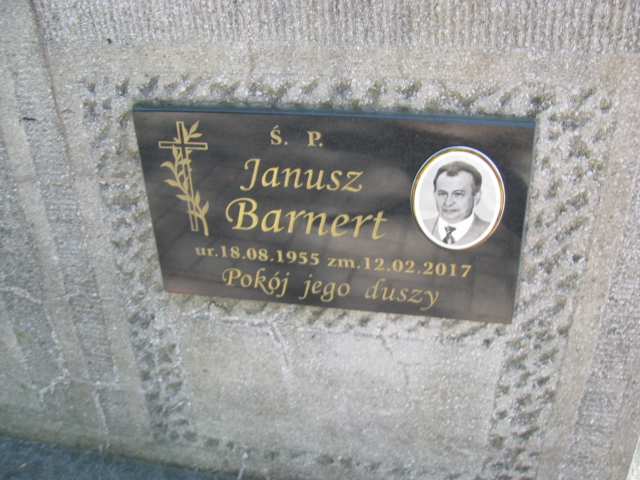 Ś. P.
Janusz
Barnert
ur.18.08.1955 zm.12.02.2017
Pokój jego duszy